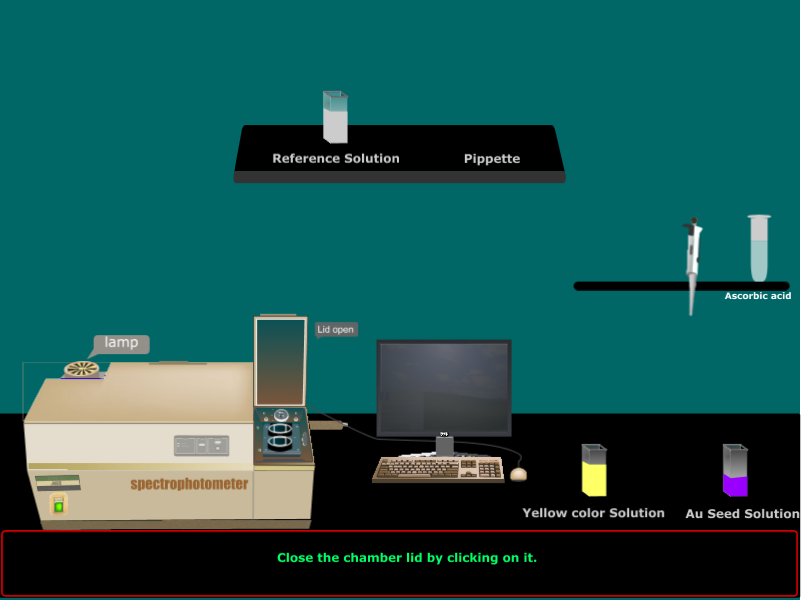 Reference Solution
Pippette
Ascorbic acid
Lid open
lamp
spectrophotometer
Yellow color Solution
Au Seed Solution
Close the chamber lid by clicking on it.